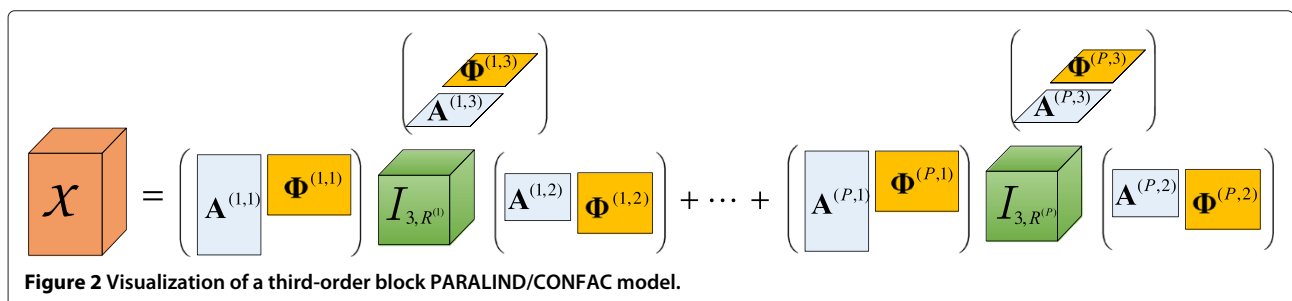 𝒳 = (A^(1,1) Φ^(1,1)) I_{3,R^(1)} (A^(1,2) Φ^(1,2)) + ⋯ + (A^(P,1) Φ^(P,1)) I_{3,R^(P)} (A^(P,2) Φ^(P,2))
(Φ^(1,3) A^(1,3)) (Φ^(P,3) A^(P,3))
Figure 2 Visualization of a third-order block PARALIND/CONFAC model.